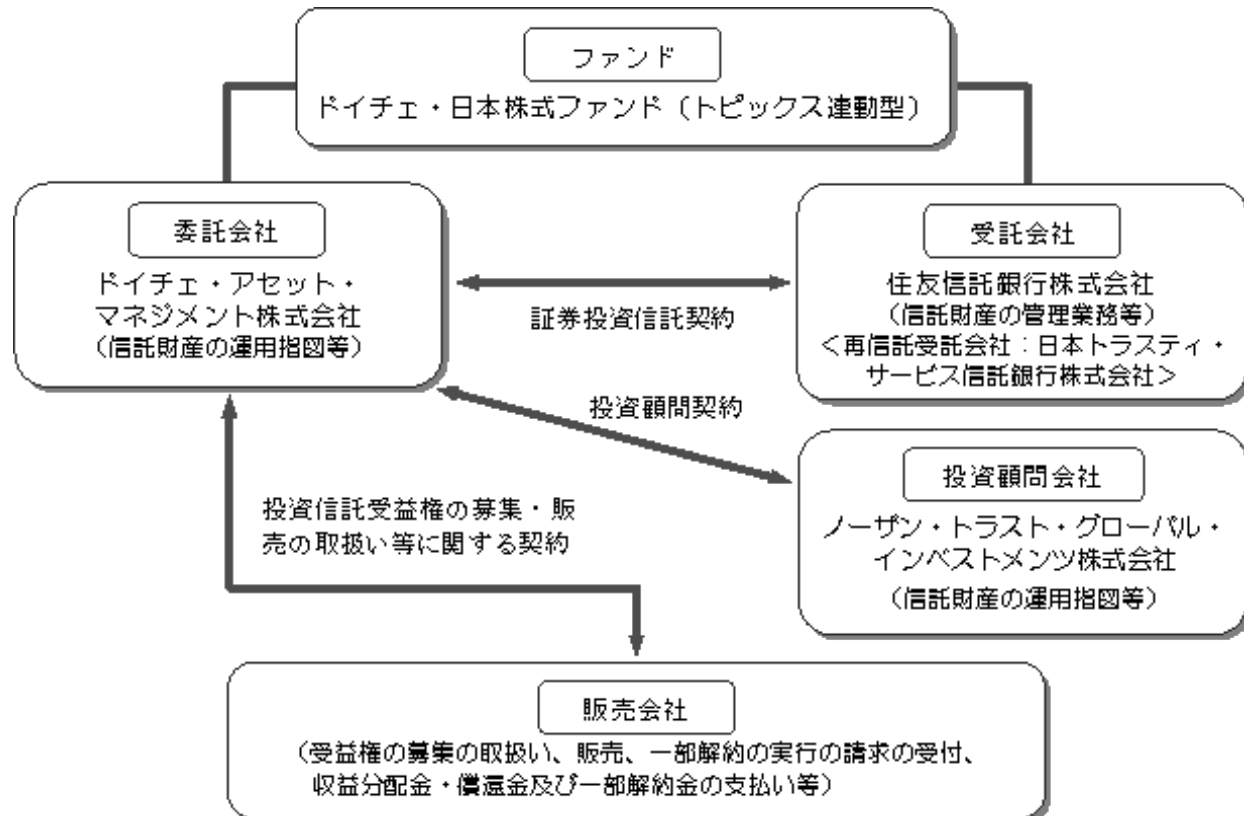 ファンド
ドイチェ・日本株式ファンド（トピックス連動型）
委託会社
ドイチェ・アセット・
マネジメント株式会社
（信託財産の運用指図等）
証券投資信託契約
受託会社
住友信託銀行株式会社
（信託財産の管理業務等）
＜再信託受託会社：日本トラスティ・
サービス信託銀行株式会社＞
投資顧問契約
投資顧問会社
ノーザン・トラスト・グローバル・
インベストメンツ株式会社
（信託財産の運用指図等）
投資信託受益権の募集・販
売の取扱い等に関する契約
販売会社
（受益権の募集の取扱い、販売、一部解約の実行の請求の受付、
収益分配金・償還金及び一部解約金の支払い等）